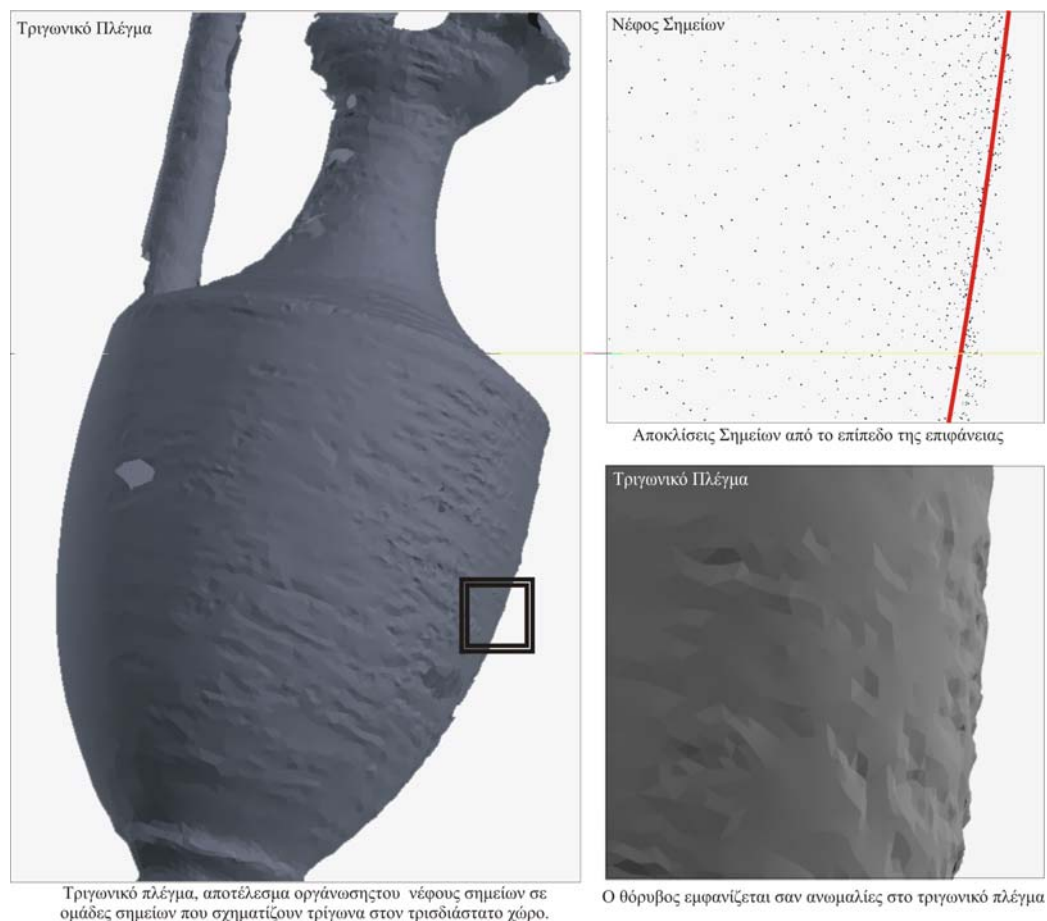 Τριγωνικό Πλέγμα
Τριγωνικό πλέγμα, αποτέλεσμα οργάνωσηςτου νέφους σημείων σε
ομάδες σημείων που σχηματίζουν τρίγωνα στον τρισδιάστατο χώρο.
Νέφος Σημείων
Αποκλίσεις Σημείων από το επίπεδο της επιφάνειας
Τριγωνικό Πλέγμα
Ο θόρυβος εμφανίζεται σαν ανωμαλίες στο τριγωνικό πλέγμα